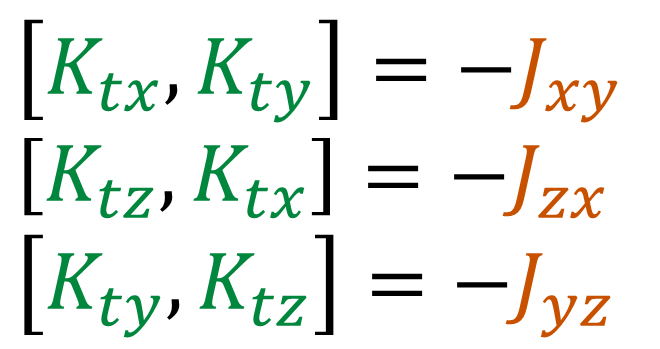 [K_{tx}, K_{ty}] = −J_{xy}
[K_{tz}, K_{tx}] = −J_{zx}
[K_{ty}, K_{tz}] = −J_{yz}